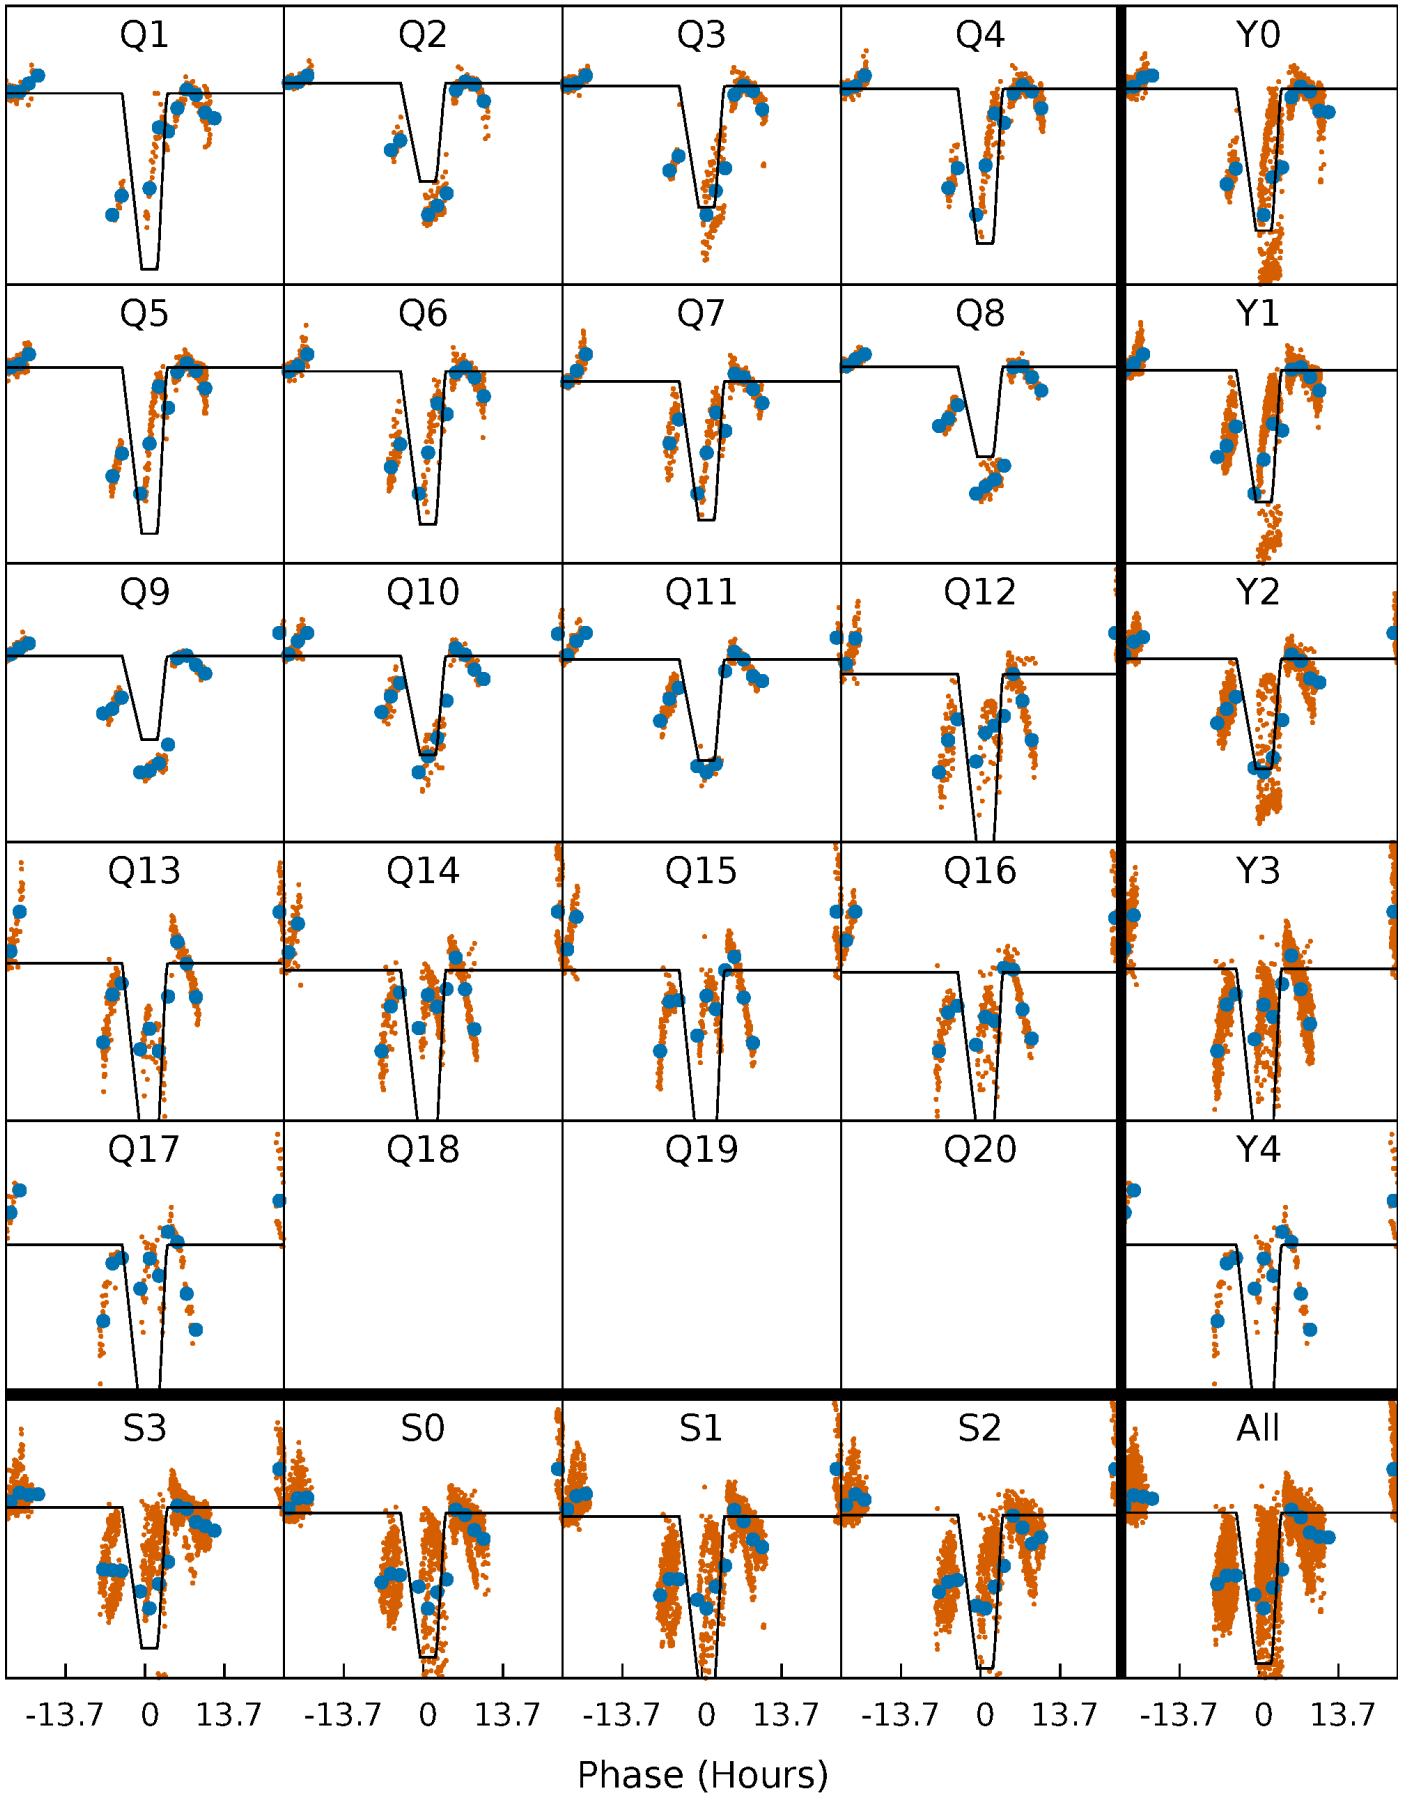 Q1 Q2 Q3 Q4 Y0
Q5 Q6 Q7 Q8 Y1
Q9 Q10 Q11 Q12 Y2
Q13 Q14 Q15 Q16 Y3
Q17 Q18 Q19 Q20 Y4
S3 S0 S1 S2 All
-13.7 0 13.7 -13.7 0 13.7 -13.7 0 13.7 -13.7 0 13.7 -13.7 0 13.7
Phase (Hours)